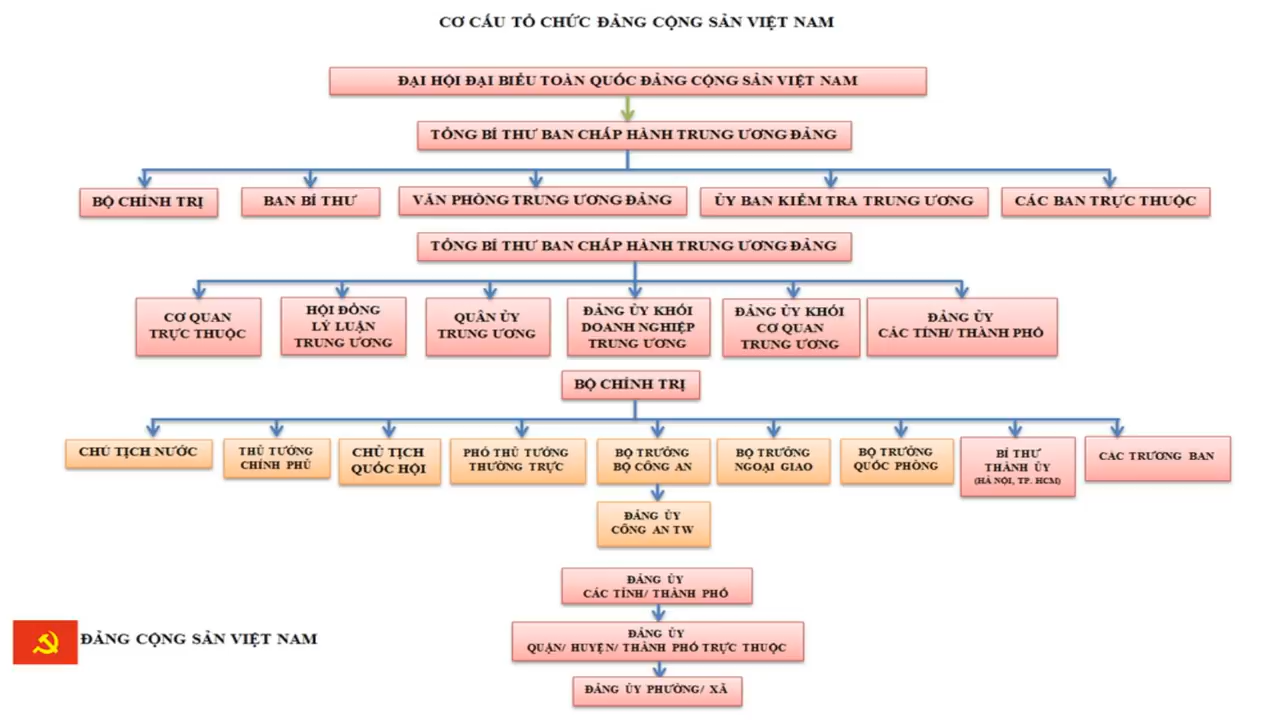 CƠ CẤU TỔ CHỨC ĐẢNG CỘNG SẢN VIỆT NAM
ĐẠI HỘI ĐẠI BIỂU TOÀN QUỐC ĐẢNG CỘNG SẢN VIỆT NAM
TỔNG BÍ THƯ BAN CHẤP HÀNH TRUNG ƯƠNG ĐẢNG
BỘ CHÍNH TRỊ
BAN BÍ THƯ
VĂN PHÒNG TRUNG ƯƠNG ĐẢNG
ỦY BAN KIỂM TRA TRUNG ƯƠNG
CÁC BAN TRỰC THUỘC
TỔNG BÍ THƯ BAN CHẤP HÀNH TRUNG ƯƠNG ĐẢNG
CƠ QUAN
TRỰC THUỘC
HỘI ĐỒNG
LÝ LUẬN
TRUNG ƯƠNG
QUÂN ỦY
TRUNG ƯƠNG
ĐẢNG ỦY KHỐI
DOANH NGHIỆP
TRUNG ƯƠNG
ĐẢNG ỦY KHỐI
CƠ QUAN
TRUNG ƯƠNG
ĐẢNG ỦY
CÁC TỈNH/ THÀNH PHỐ
BỘ CHÍNH TRỊ
CHỦ TỊCH NƯỚC
THỦ TƯỚNG
CHÍNH PHỦ
CHỦ TỊCH
QUỐC HỘI
PHÓ THỦ TƯỚNG
THƯỜNG TRỰC
BỘ TRƯỞNG
BỘ CÔNG AN
BỘ TRƯỞNG
NGOẠI GIAO
BỘ TRƯỞNG
QUỐC PHÒNG
BÍ THƯ
THÀNH ỦY
(HÀ NỘI, TP. HCM)
CÁC TRƯƠNG BAN
ĐẢNG ỦY
CÔNG AN TW
ĐẢNG ỦY
CÁC TỈNH/ THÀNH PHỐ
ĐẢNG ỦY
QUẬN/ HUYỆN/ THÀNH PHỐ TRỰC THUỘC
ĐẢNG ỦY PHƯỜNG/ XÃ
ĐẢNG CỘNG SẢN VIỆT NAM